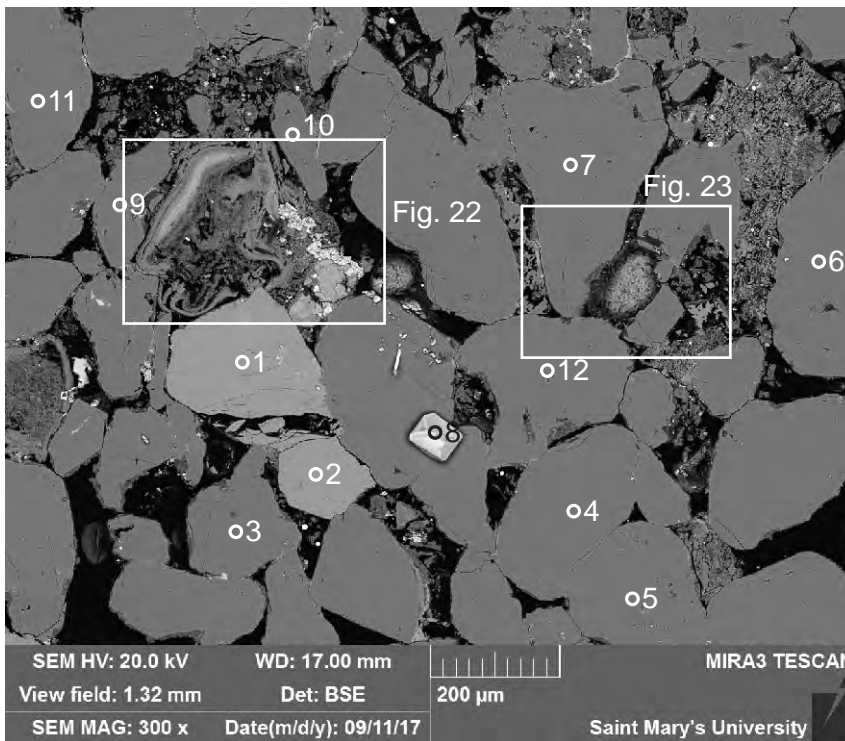 11
10
7
Fig. 23
9
Fig. 22
6
1
12
2
4
3
5
SEM HV: 20.0 kV WD: 17.00 mm MIRA3 TESCAN
View field: 1.32 mm Det: BSE 200 µm
SEM MAG: 300 x Date(m/d/y): 09/11/17 Saint Mary's University